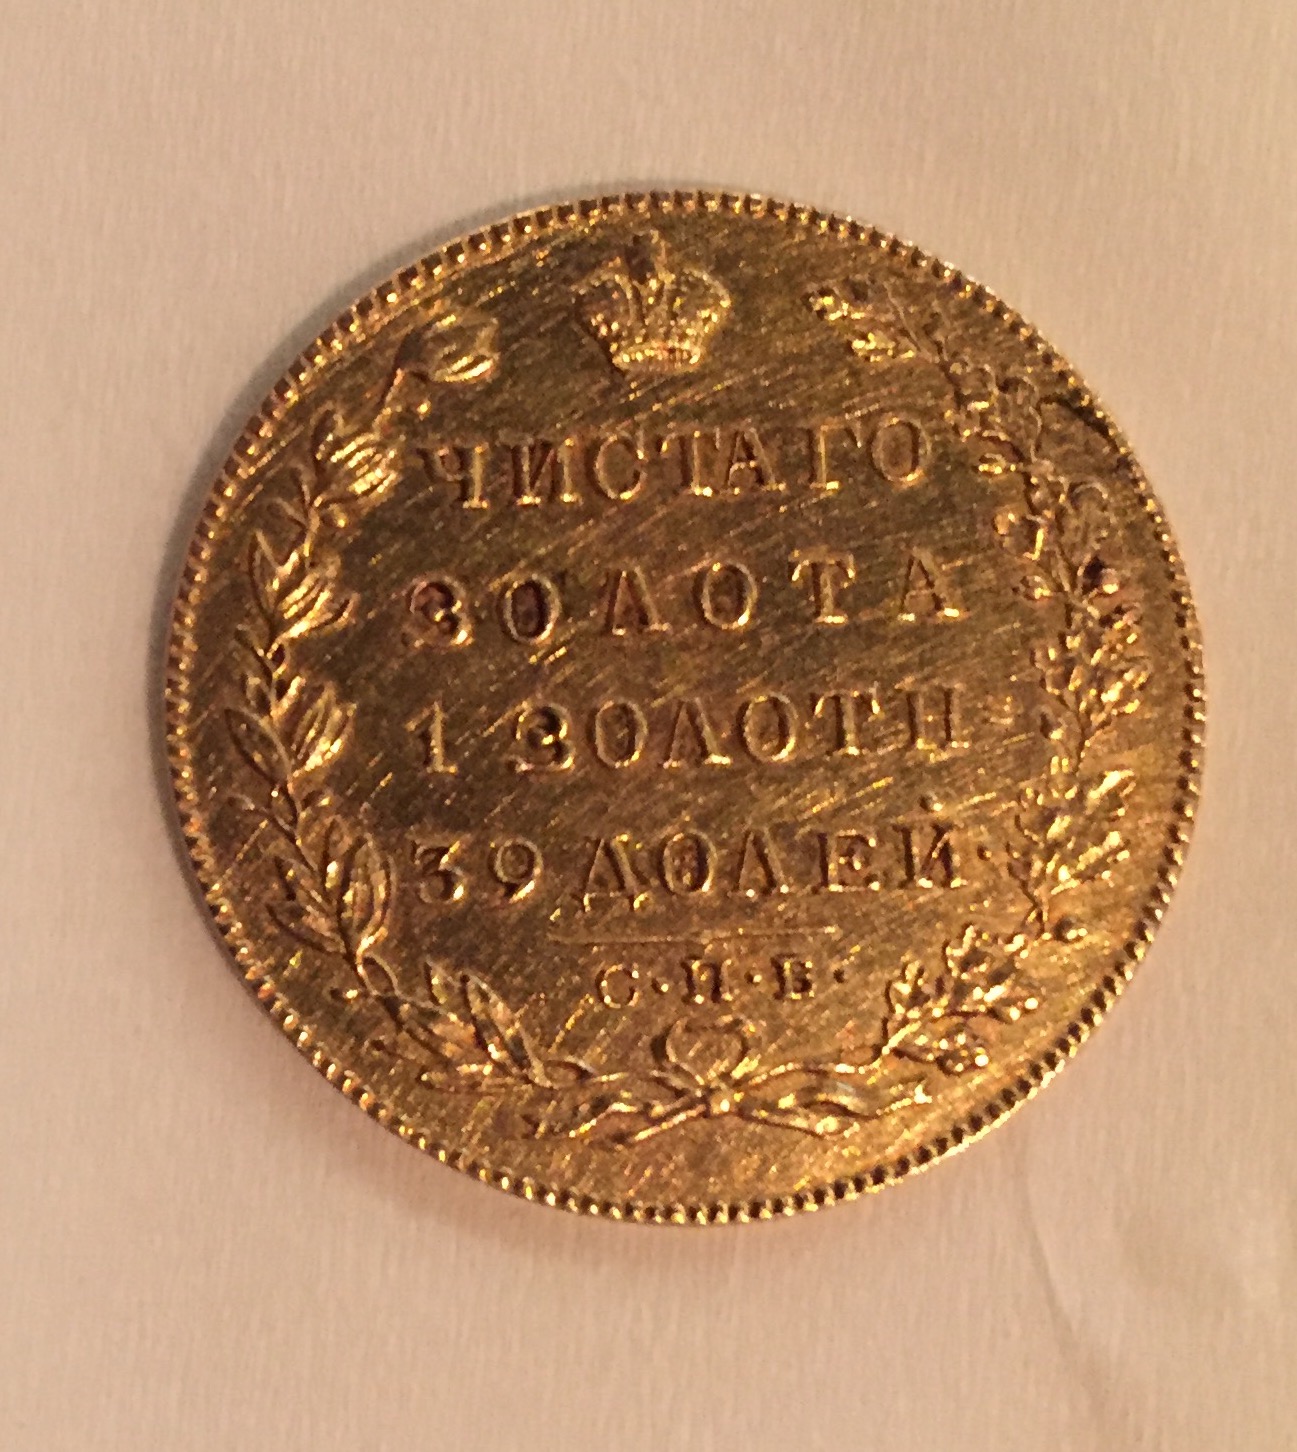 ЧИСТАГО
ЗОЛОТА
1 ЗОЛОТН·
39 ДОЛЕЙ·
С·П·Б·